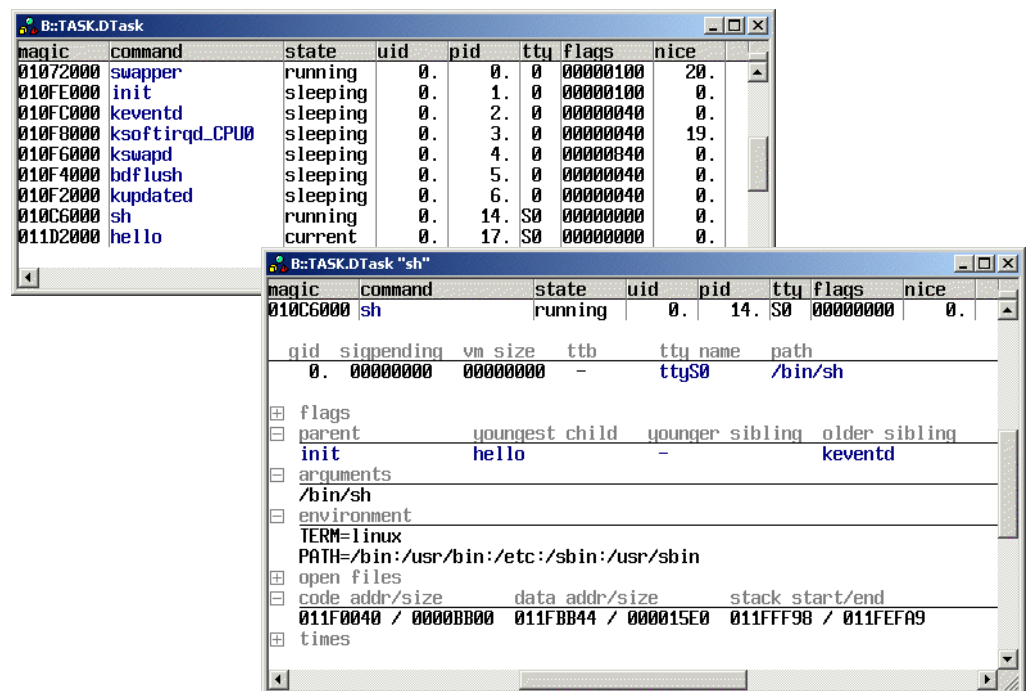 B::TASK.DTask
magic command state uid pid tty flags nice
01072000 swapper running 0. 0. 0 00000100 20.
010FE000 init sleeping 0. 1. 0 00000100 0.
010FC000 keventd sleeping 0. 2. 0 00000040 0.
010F8000 ksoftirqd_CPU0 sleeping 0. 3. 0 00000040 19.
010F6000 kswapd sleeping 0. 4. 0 00000840 0.
010F4000 bdflush sleeping 0. 5. 0 00000040 0.
010F2000 kupdated sleeping 0. 6. 0 00000040 0.
010C6000 sh running 0. 14. S0 00000000 0.
011D2000 hello current 0. 17. S0 00000000 0.
B::TASK.DTask "sh"
magic command state uid pid tty flags nice
010C6000 sh running 0. 14. S0 00000000 0.
gid sigpending vm size ttb tty name path
0. 00000000 00000000 - ttyS0 /bin/sh
flags
parent youngest child younger sibling older sibling
init hello - keventd
arguments
/bin/sh
environment
TERM=linux
PATH=/bin:/usr/bin:/etc:/sbin:/usr/sbin
open files
code addr/size data addr/size stack start/end
011F0040 / 0000BB00 011FBB44 / 000015E0 011FFF98 / 011FEFA9
times